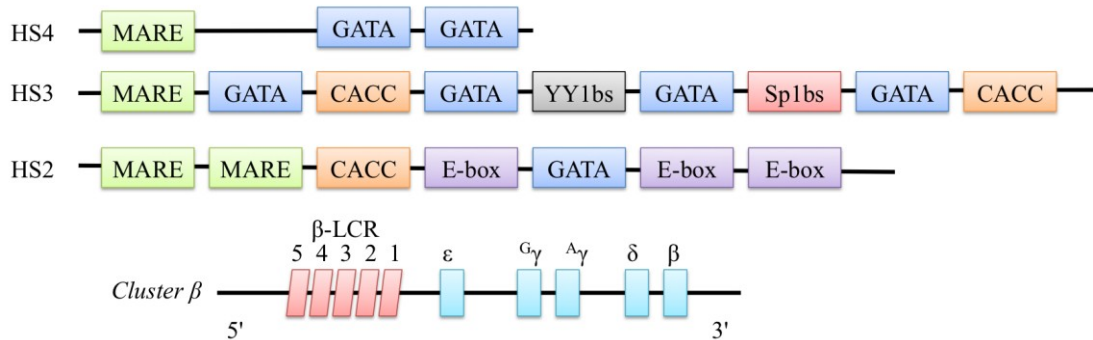 HS4 MARE GATA GATA
HS3 MARE GATA CACC GATA YY1bs GATA Sp1bs GATA CACC
HS2 MARE MARE CACC E-box GATA E-box E-box
β-LCR
5 4 3 2 1 ε Gγ Aγ δ β
Cluster β
5' 3'